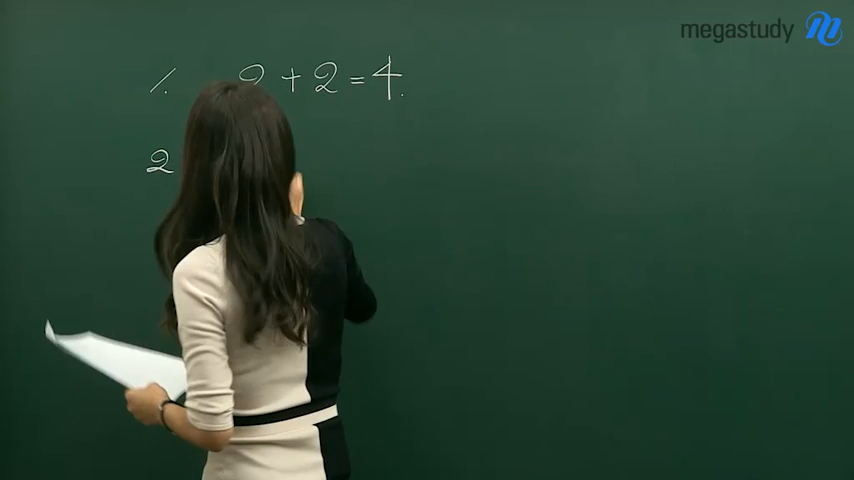 megastudy
1. 2 + 2 = 4.
2